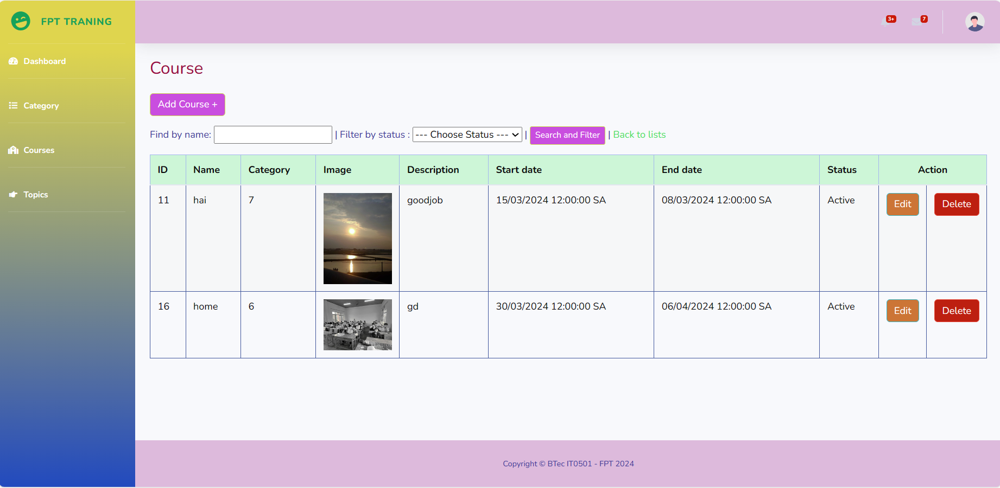 FPT TRANING
3+
7
Dashboard
Category
Courses
Topics
Course
Add Course +
Find by name: | Filter by status : --- Choose Status --- | Search and Filter | Back to lists
ID Name Category Image Description Start date End date Status Action
11 hai 7 goodjob 15/03/2024 12:00:00 SA 08/03/2024 12:00:00 SA Active Edit Delete
16 home 6 gd 30/03/2024 12:00:00 SA 06/04/2024 12:00:00 SA Active Edit Delete
Copyright © BTec IT0501 - FPT 2024